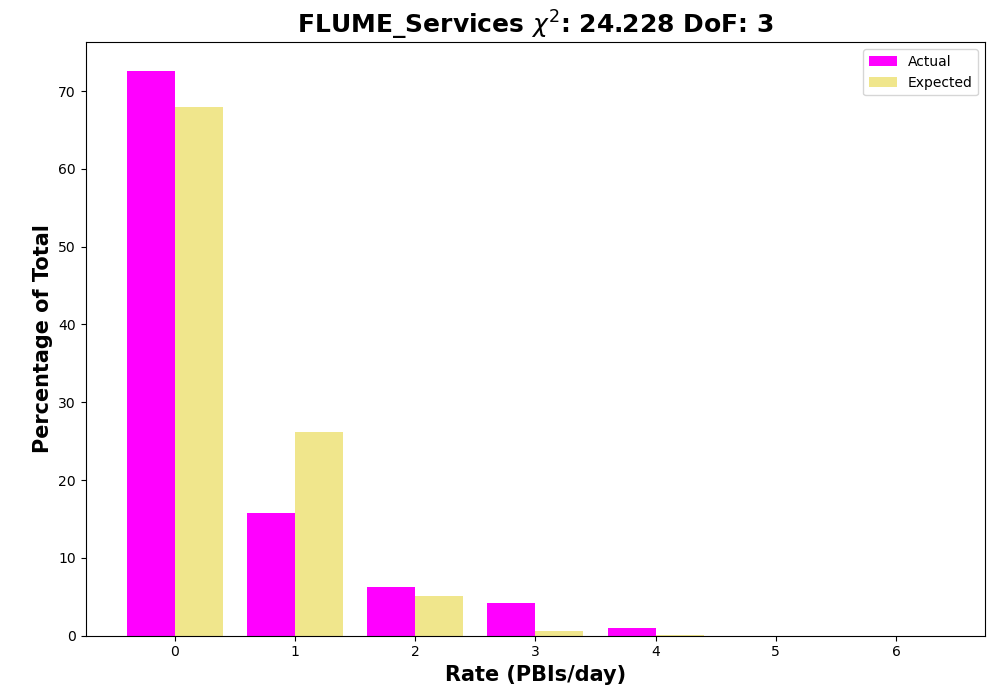 FLUME_Services χ²: 24.228 DoF: 3
Actual
Expected
Percentage of Total
70
60
50
40
30
20
10
0
0 1 2 3 4 5 6
Rate (PBIs/day)